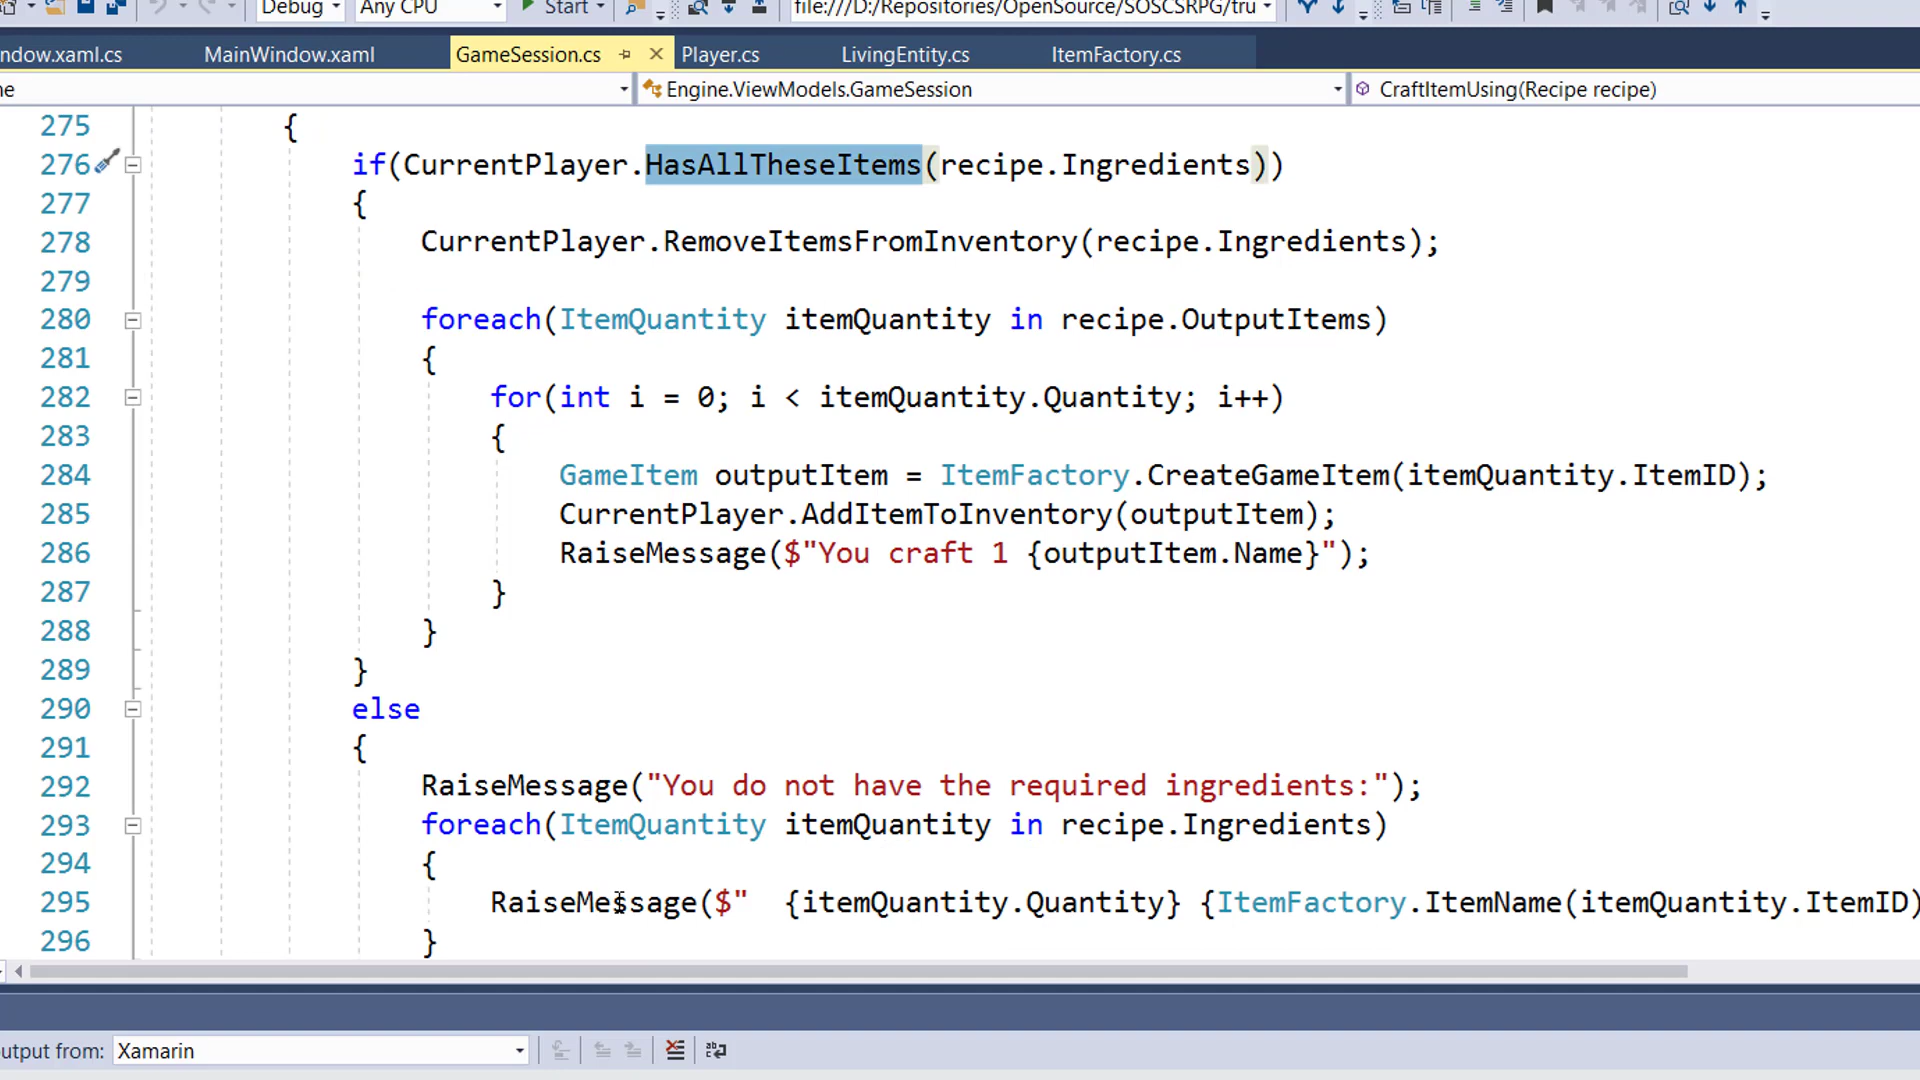 Debug Any CPU Start file:///D:/Repositories/OpenSource/SOSCSRPG/tru
ndow.xaml.cs MainWindow.xaml GameSession.cs Player.cs LivingEntity.cs ItemFactory.cs
ne Engine.ViewModels.GameSession CraftItemUsing(Recipe recipe)
275 {
276 if(CurrentPlayer.HasAllTheseItems(recipe.Ingredients))
277 {
278 CurrentPlayer.RemoveItemsFromInventory(recipe.Ingredients);
279
280 foreach(ItemQuantity itemQuantity in recipe.OutputItems)
281 {
282 for(int i = 0; i < itemQuantity.Quantity; i++)
283 {
284 GameItem outputItem = ItemFactory.CreateGameItem(itemQuantity.ItemID);
285 CurrentPlayer.AddItemToInventory(outputItem);
286 RaiseMessage($"You craft 1 {outputItem.Name}");
287 }
288 }
289 }
290 else
291 {
292 RaiseMessage("You do not have the required ingredients:");
293 foreach(ItemQuantity itemQuantity in recipe.Ingredients)
294 {
295 RaiseMessage($"  {itemQuantity.Quantity} {ItemFactory.ItemName(itemQuantity.ItemID)
296 }
utput from: Xamarin